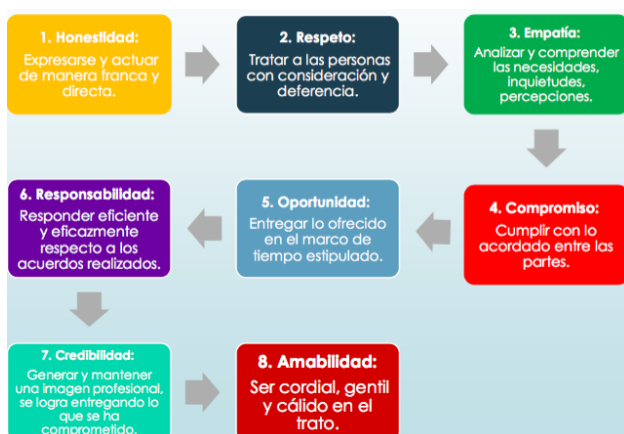 1. Honestidad:
Expresarse y actuar
de manera franca y
directa.
2. Respeto:
Tratar a las personas
con consideración y
deferencia.
3. Empatía:
Analizar y comprender
las necesidades,
inquietudes,
percepciones.
4. Compromiso:
Cumplir con lo
acordado entre las
partes.
5. Oportunidad:
Entregar lo ofrecido
en el marco de
tiempo estipulado.
6. Responsabilidad:
Responder eficiente
y eficazmente
respecto a los
acuerdos realizados.
7. Credibilidad:
Generar y mantener
una imagen profesional,
se logra entregando lo
que se ha
comprometido.
8. Amabilidad:
Ser cordial, gentil
y cálido en el
trato.